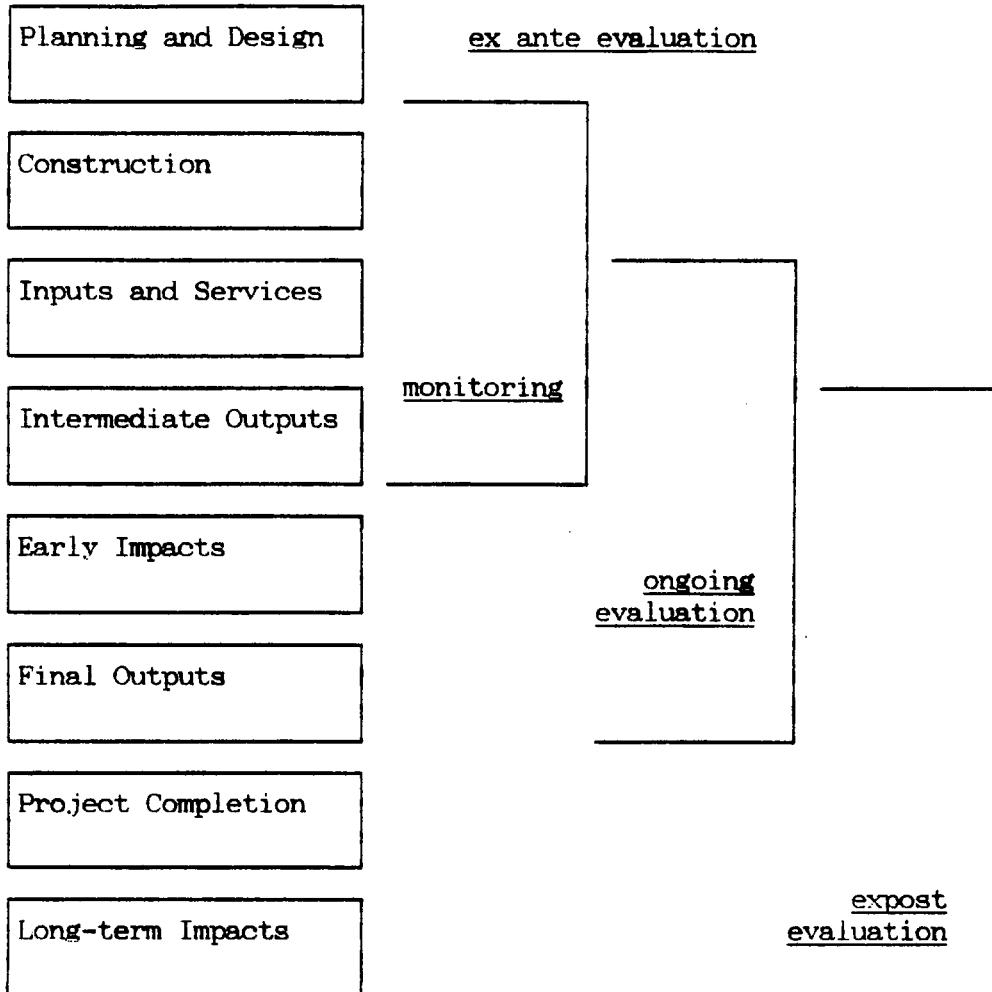 Planning and Design
ex ante evaluation
Construction
Inputs and Services
monitoring
Intermediate Outputs
Early Impacts
ongoing
evaluation
Final Outputs
Project Completion
expost
evaluation
Long-term Impacts